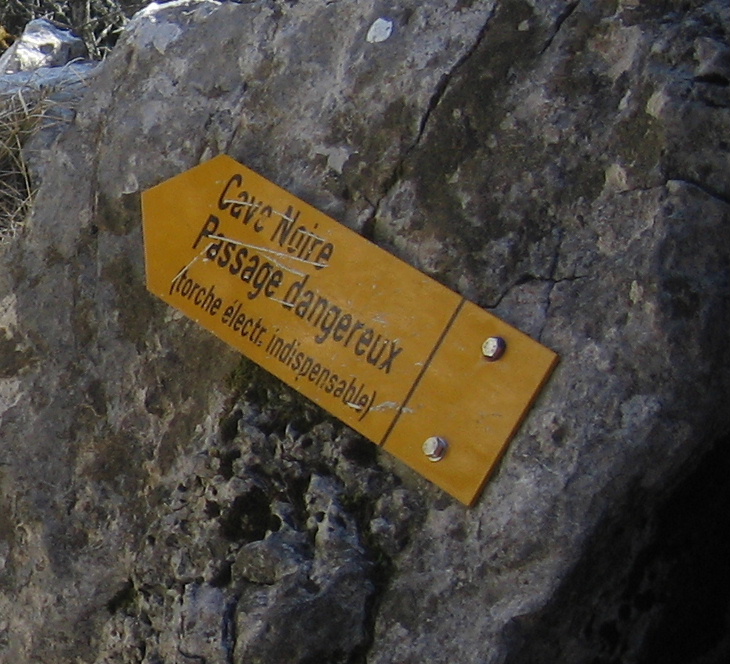 Cave Noire
Passage dangereux
(torche électr. indispensable)